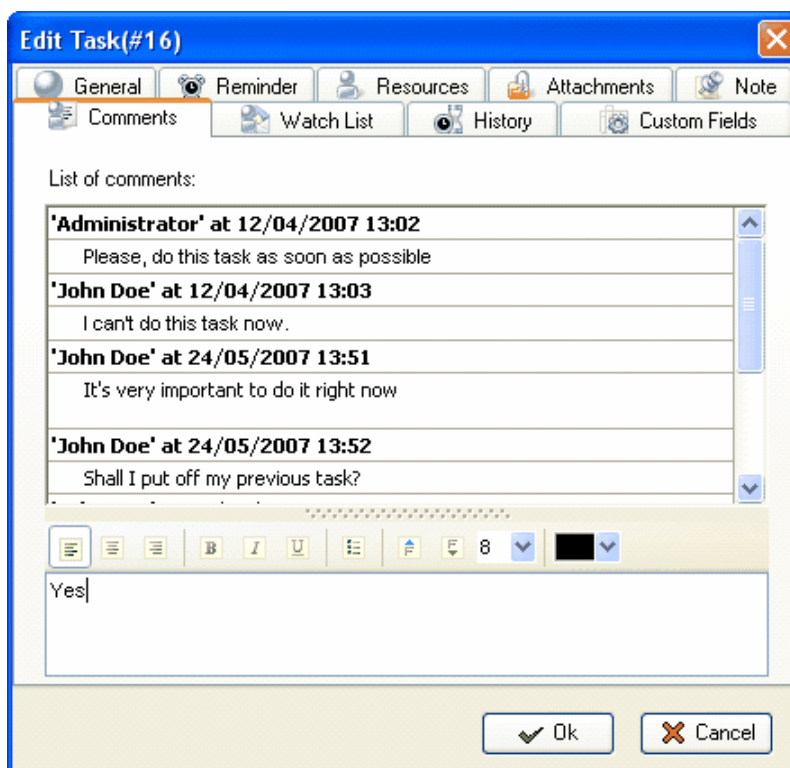 Edit Task(#16)
General Reminder Resources Attachments Note
Comments Watch List History Custom Fields
List of comments:
'Administrator' at 12/04/2007 13:02
Please, do this task as soon as possible
'John Doe' at 12/04/2007 13:03
I can't do this task now.
'John Doe' at 24/05/2007 13:51
It's very important to do it right now
'John Doe' at 24/05/2007 13:52
Shall I put off my previous task?
B I U F F 8
Yes
Ok Cancel